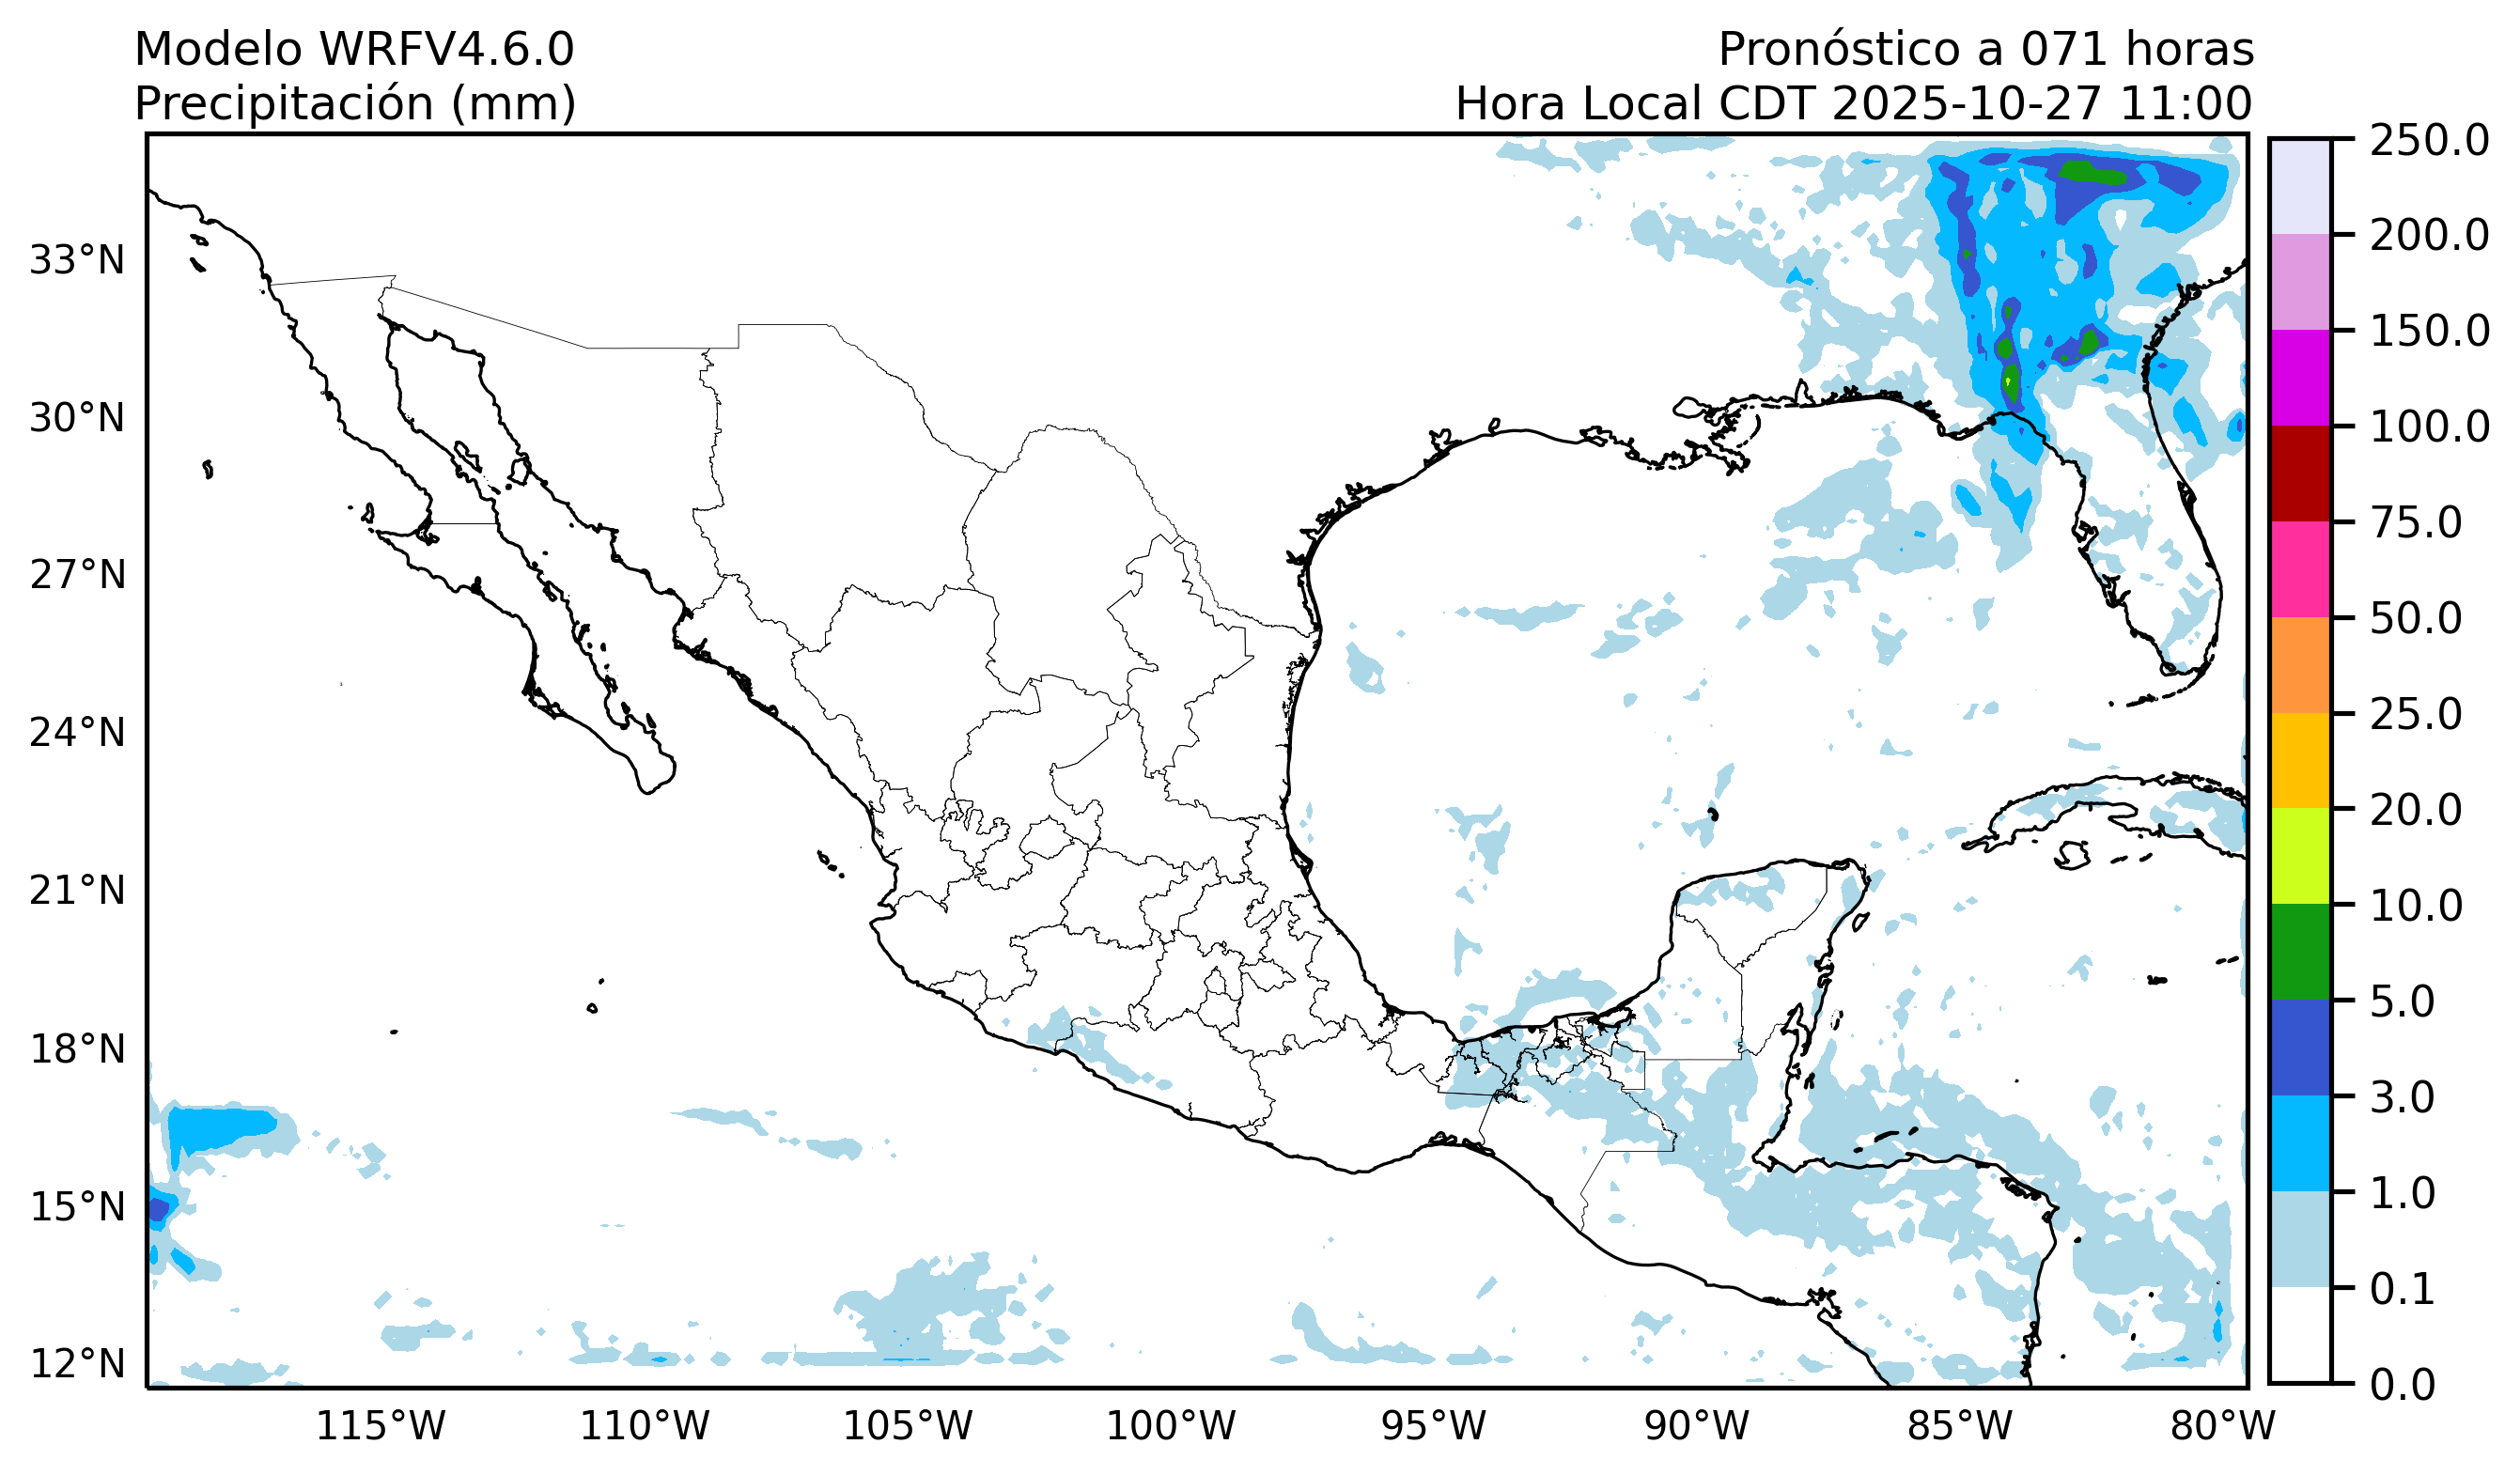 Modelo WRFV4.6.0
Precipitación (mm)
Pronóstico a 071 horas
Hora Local CDT 2025-10-27 11:00
33°N
30°N
27°N
24°N
21°N
18°N
15°N
12°N
115°W
110°W
105°W
100°W
95°W
90°W
85°W
80°W
250.0
200.0
150.0
100.0
75.0
50.0
25.0
20.0
10.0
5.0
3.0
1.0
0.1
0.0